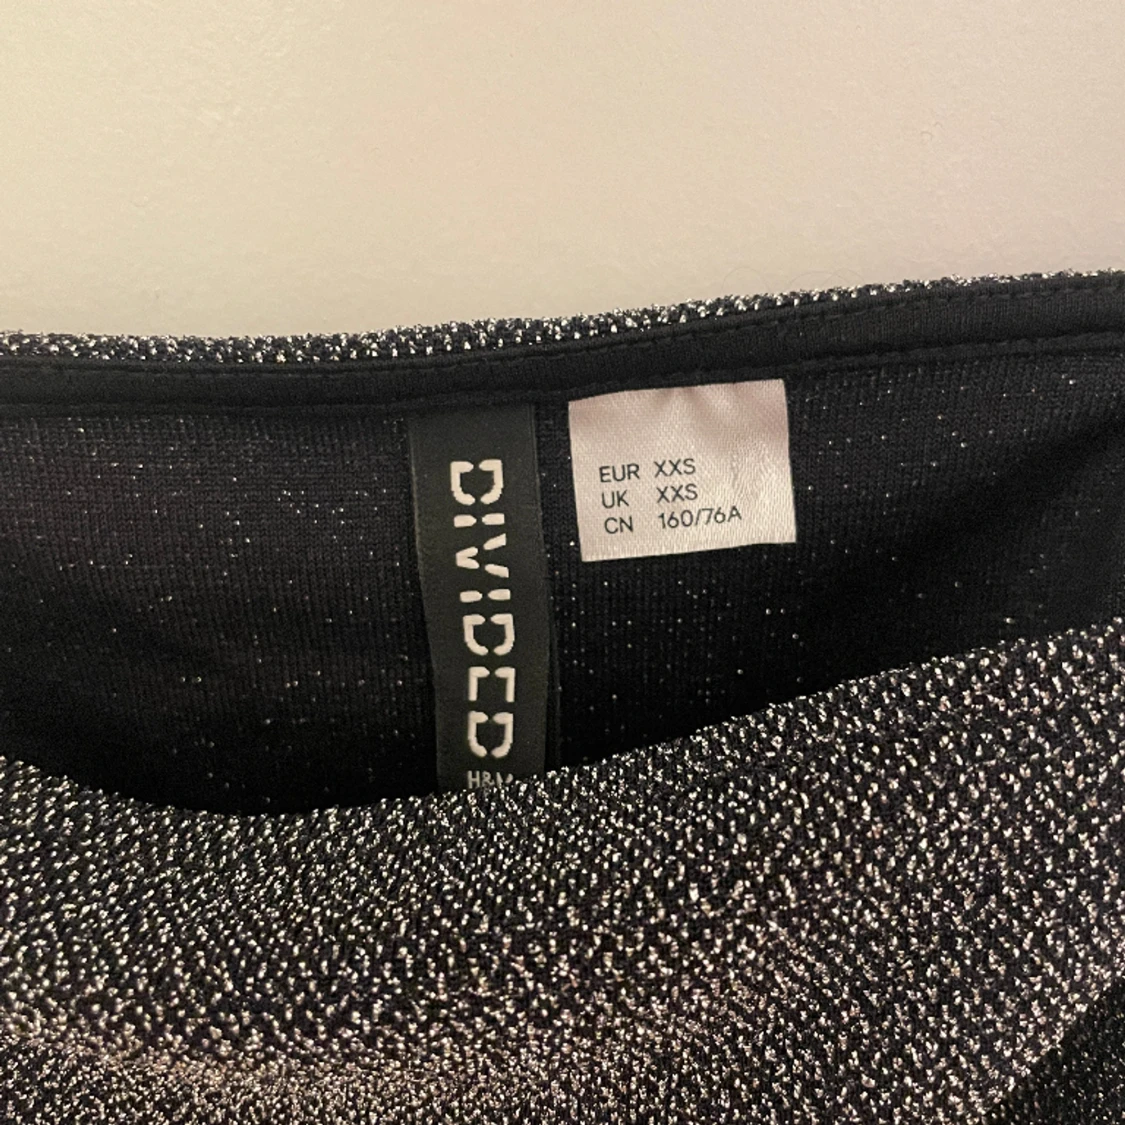 DIVIDED
H&M
EUR XXS
UK XXS
CN 160/76A